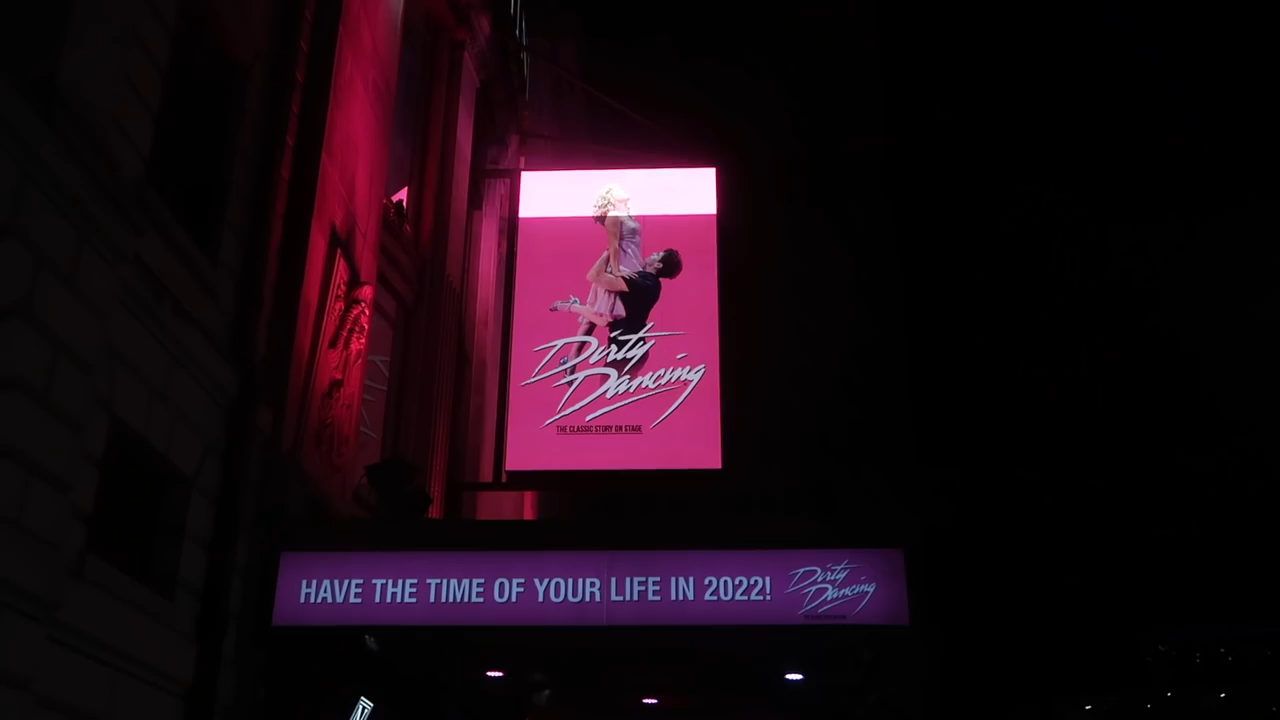 Dirty
Dancing
THE CLASSIC STORY ON STAGE
HAVE THE TIME OF YOUR LIFE IN 2022!
Dirty
Dancing